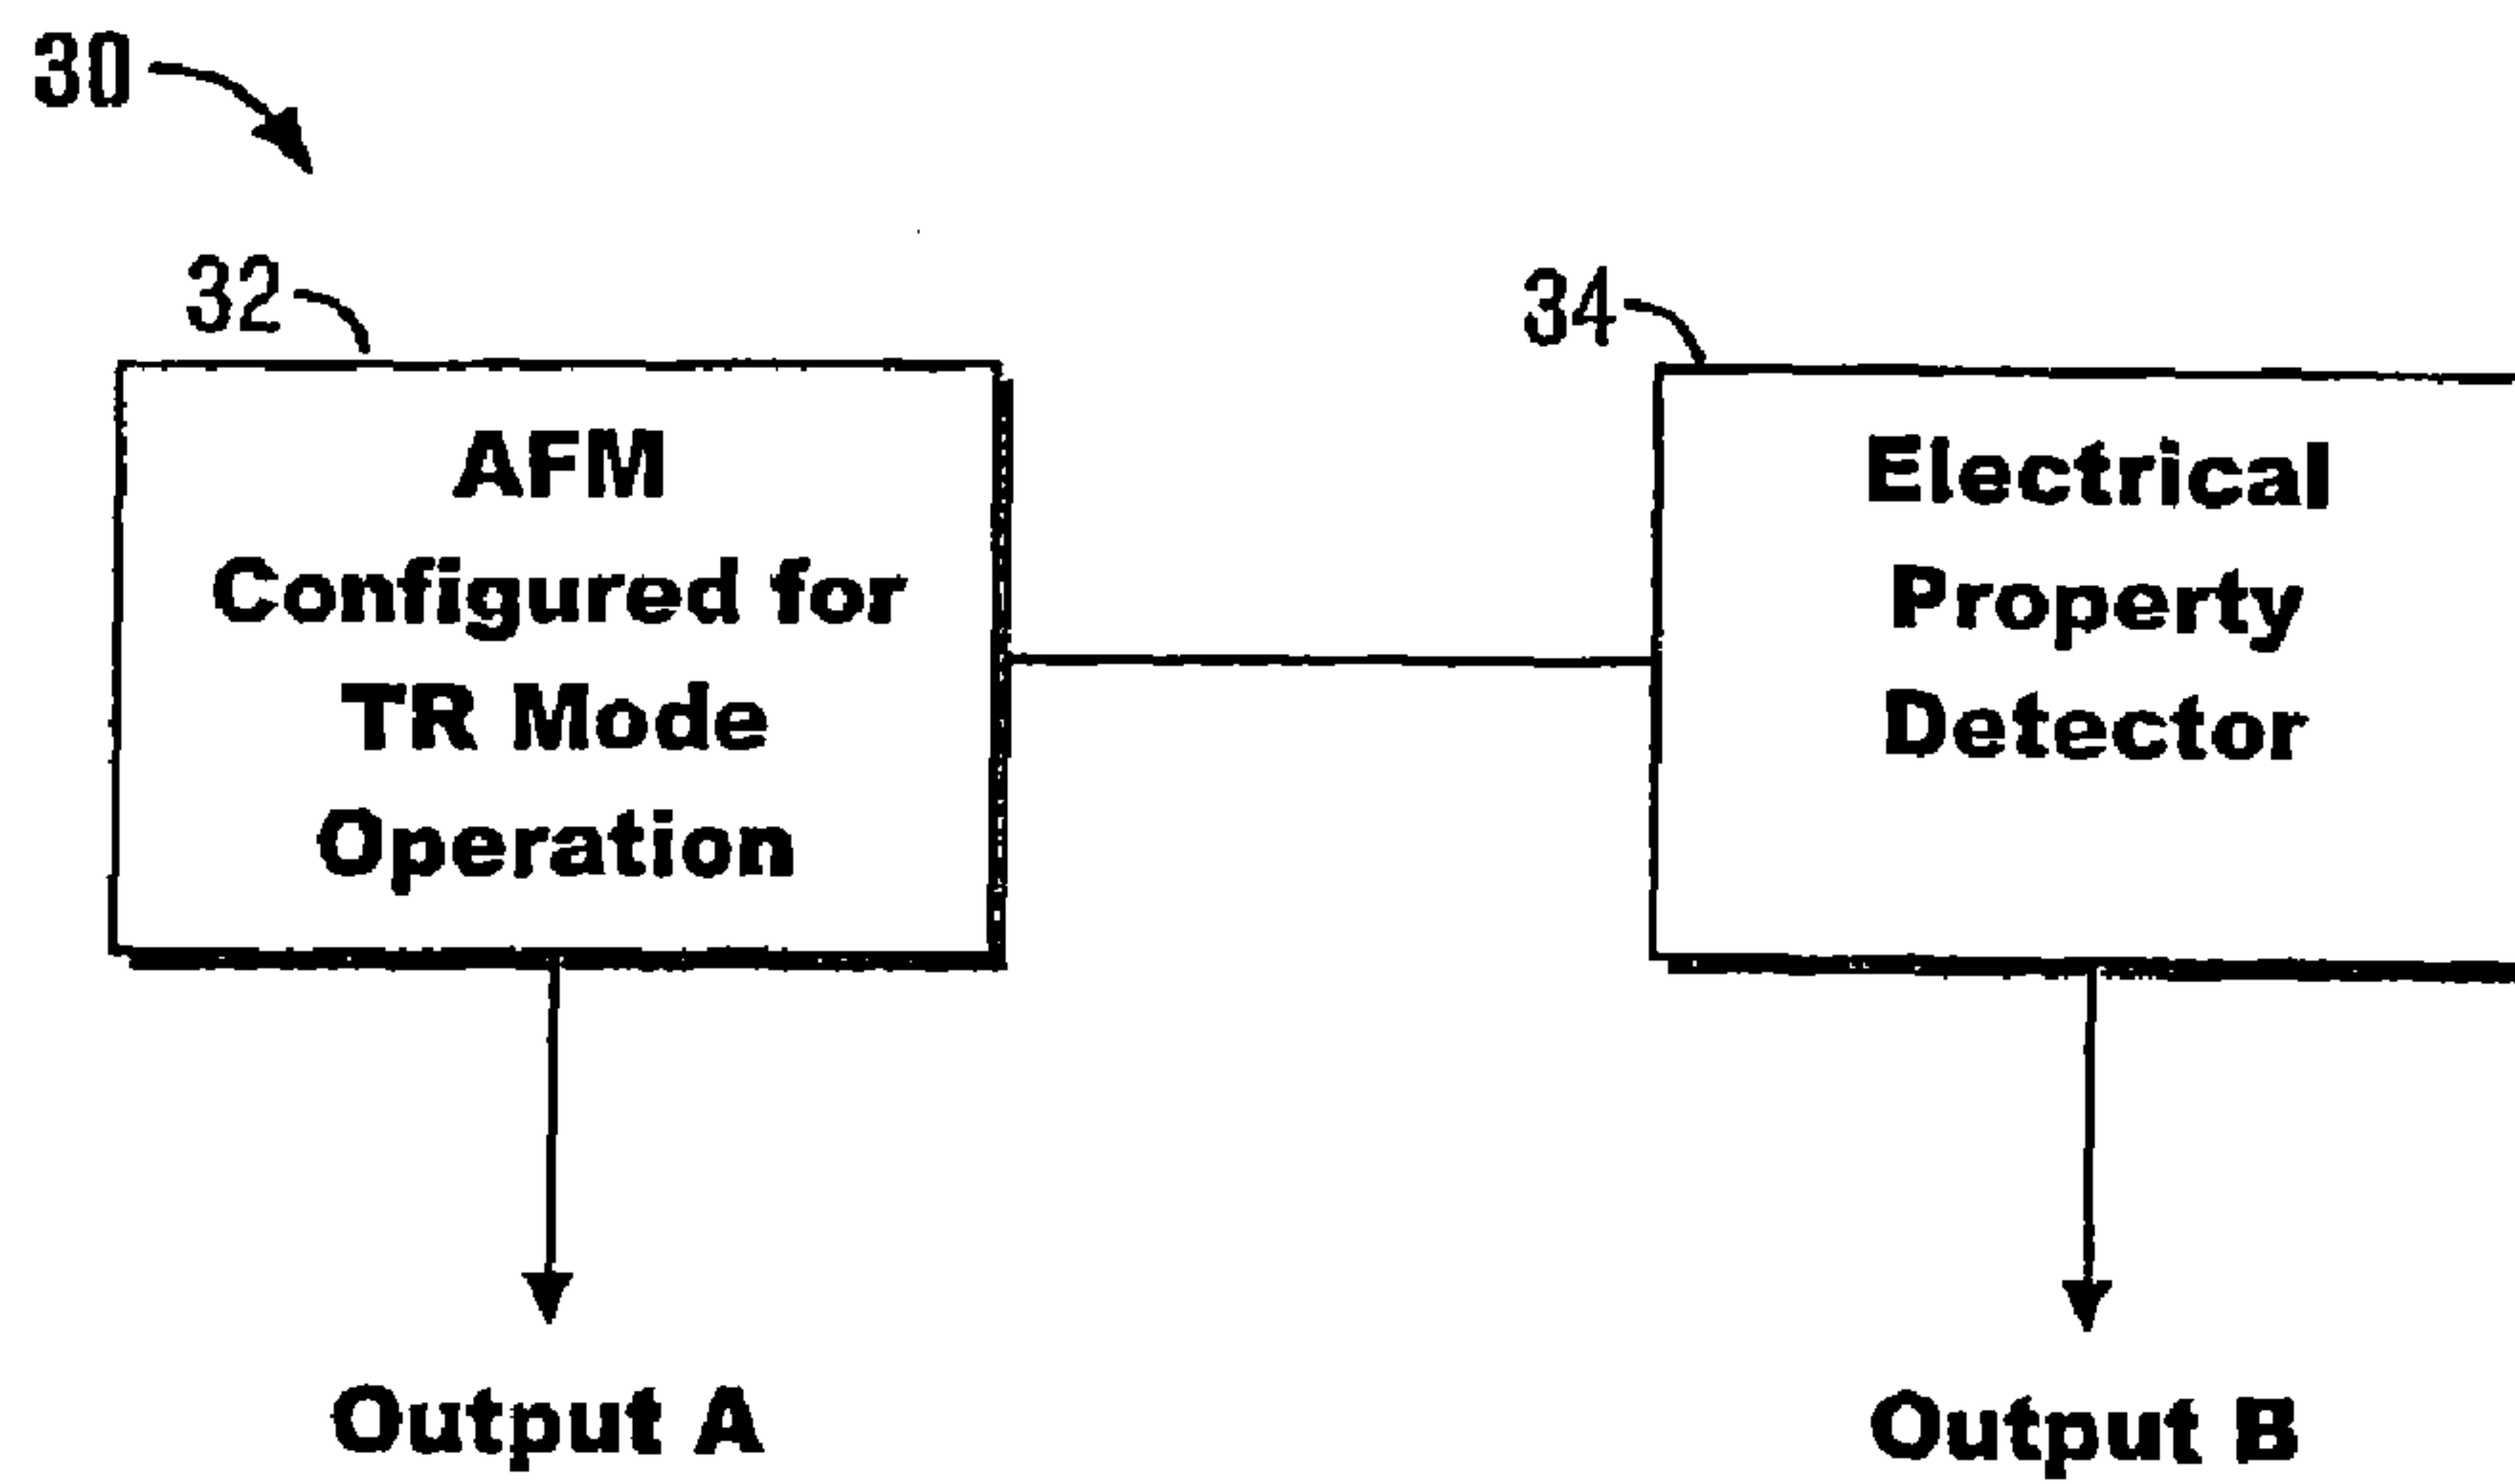 30
32
34
AFM
Configured for
TR Mode
Operation
Electrical
Property
Detector
Output A
Output B